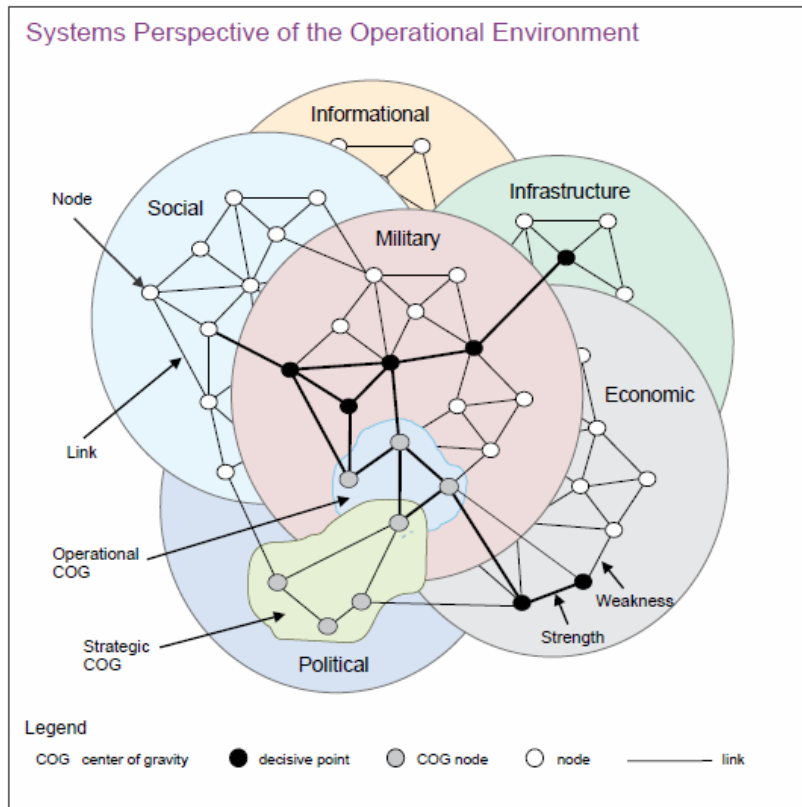 Systems Perspective of the Operational Environment
Informational
Infrastructure
Node
Social
Military
Economic
Link
Operational
COG
Weakness
Strength
Strategic
COG
Political
Legend
COG center of gravity decisive point COG node node link